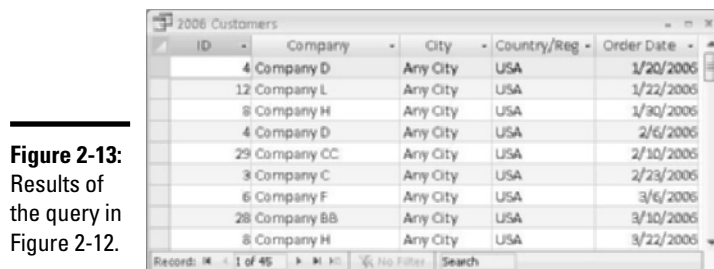 2006 Customers
ID Company City Country/Reg Order Date
4 Company D Any City USA 1/20/2006
12 Company L Any City USA 1/22/2006
8 Company H Any City USA 1/30/2006
4 Company D Any City USA 2/6/2006
29 Company CC Any City USA 2/10/2006
3 Company C Any City USA 2/23/2006
6 Company F Any City USA 3/6/2006
28 Company BB Any City USA 3/10/2006
8 Company H Any City USA 3/22/2006
Record: 1 of 45 No Filter Search
Figure 2-13:
Results of
the query in
Figure 2-12.